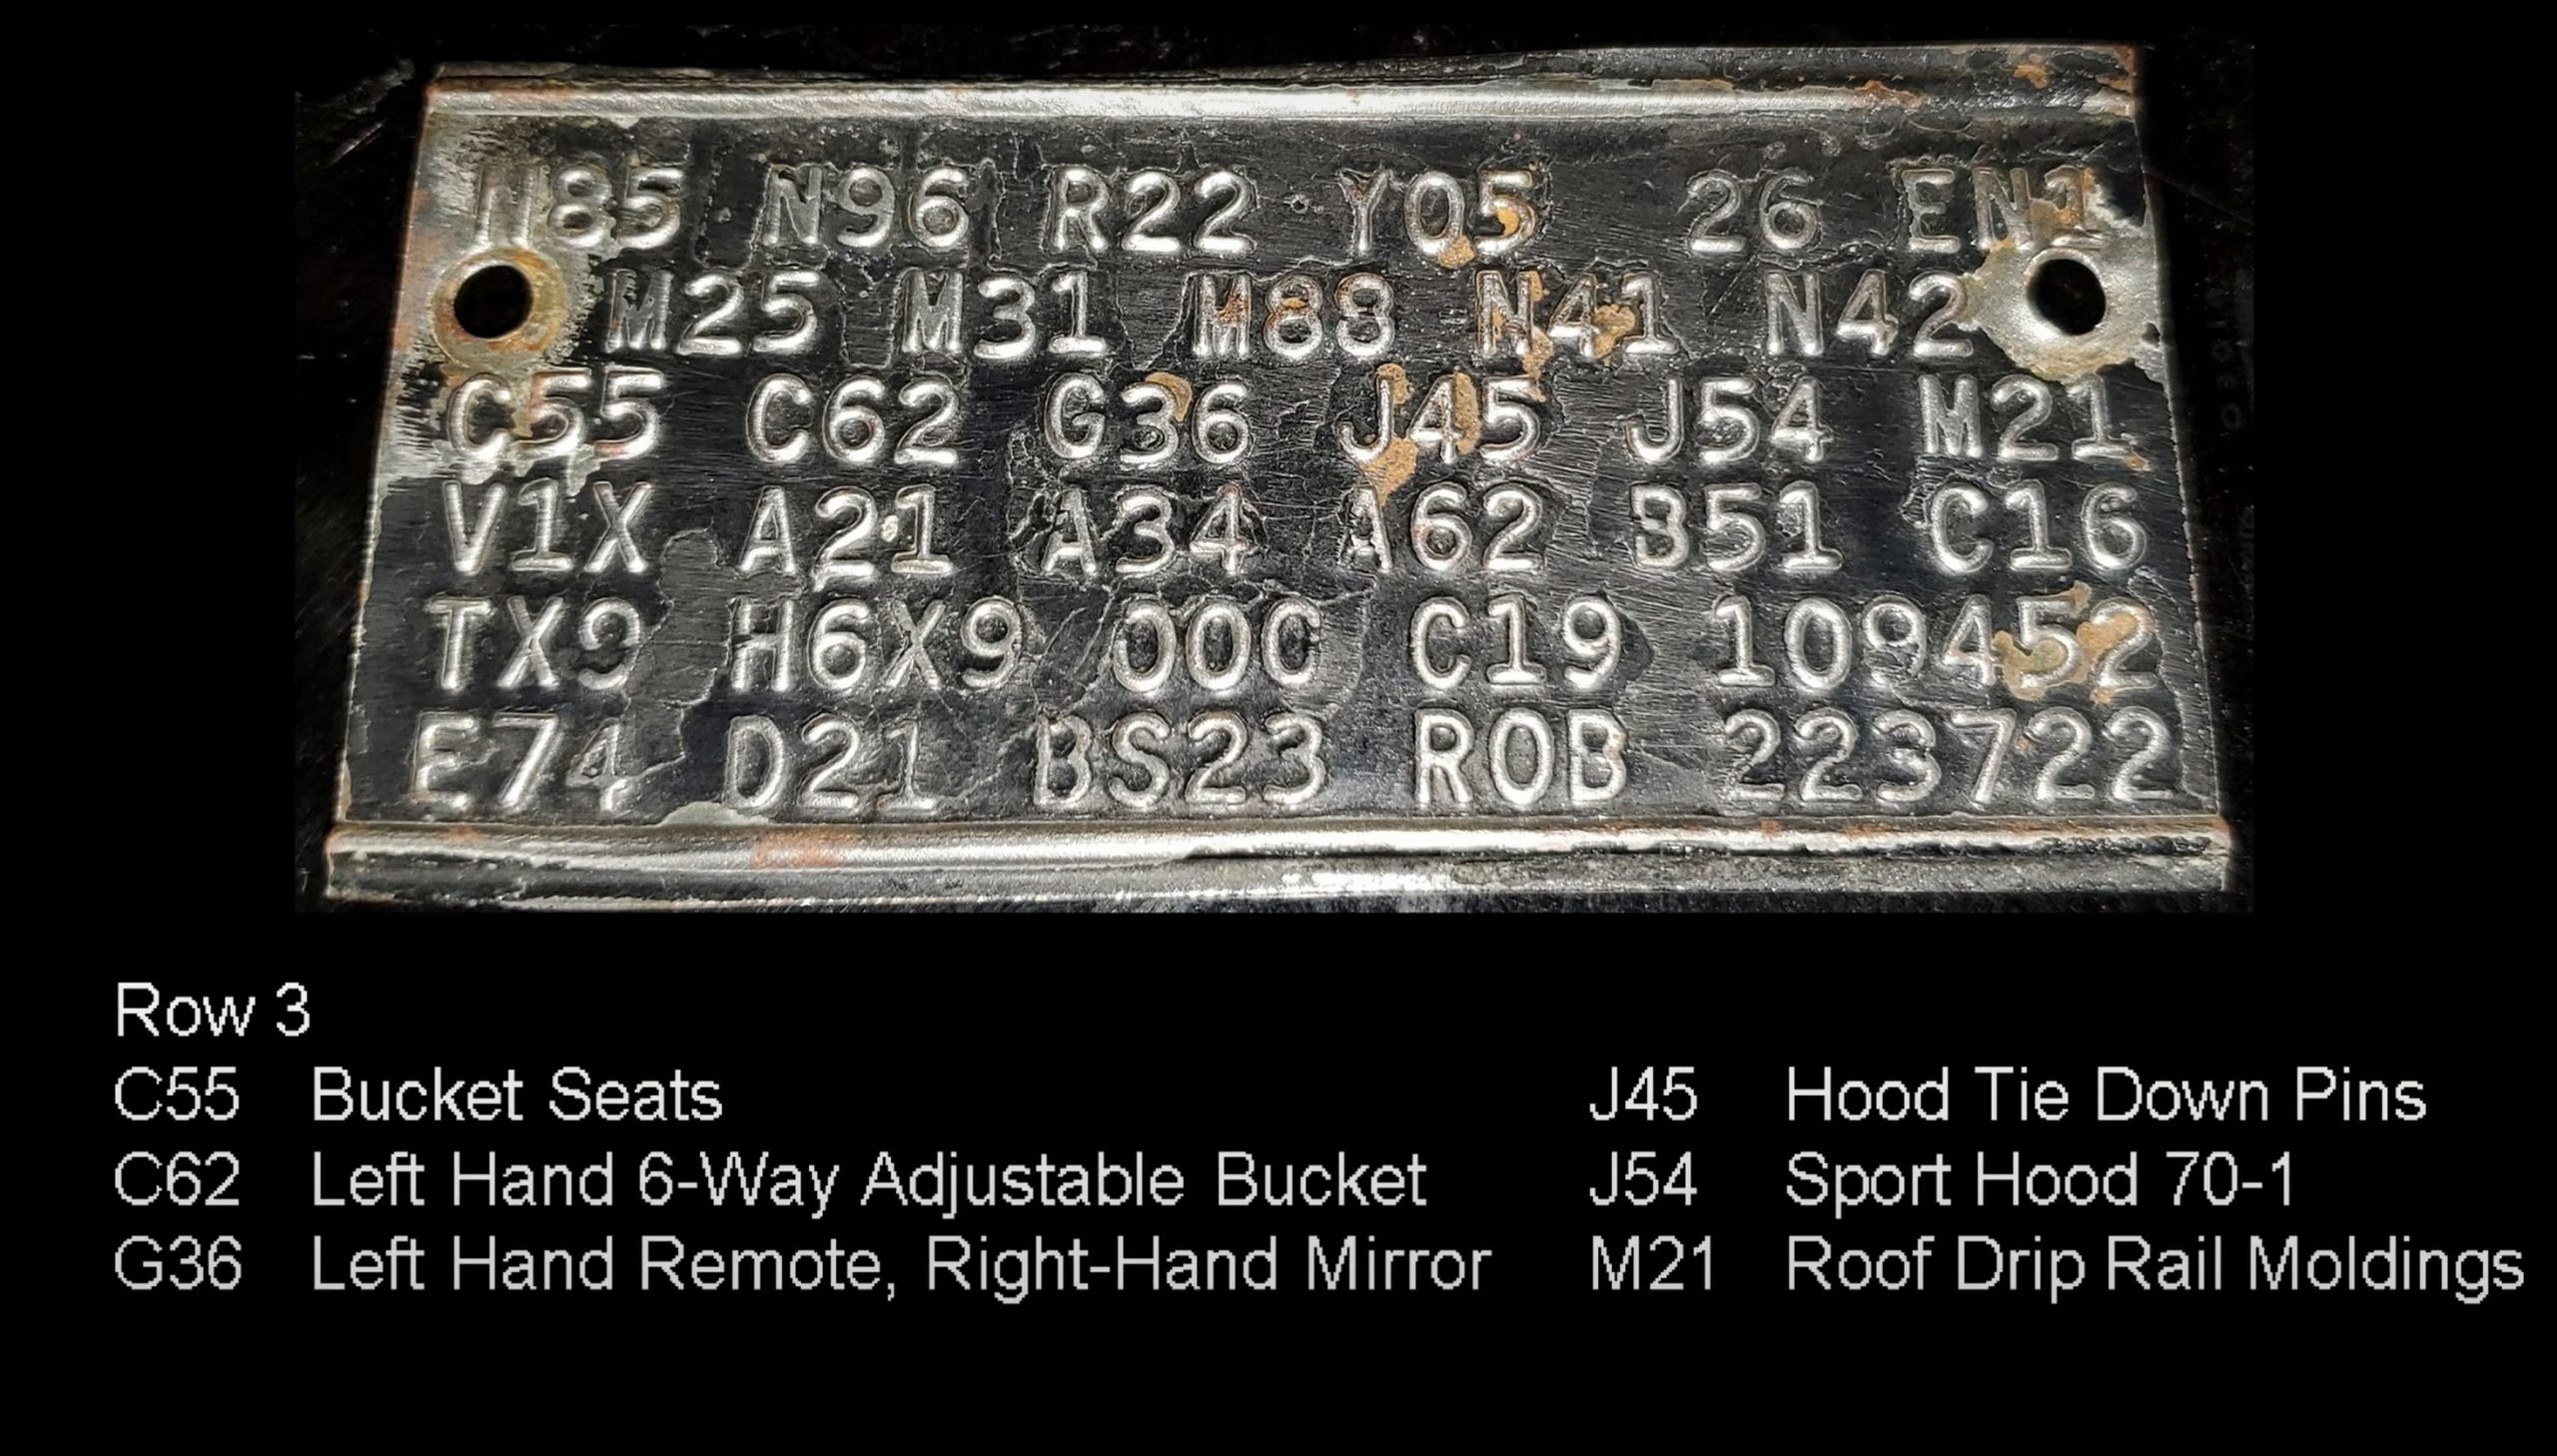 N85 N96 R22 Y05 26 EN1
M25 M31 M88 N41 N42
C55 C62 G36 J45 J54 M21
V1X A21 A34 A62 B51 C16
TX9 H6X9 000 C19 109452
E74 D21 BS23 R0B 223722
Row 3
C55 Bucket Seats
C62 Left Hand 6-Way Adjustable Bucket
G36 Left Hand Remote, Right-Hand Mirror
J45 Hood Tie Down Pins
J54 Sport Hood 70-1
M21 Roof Drip Rail Moldings